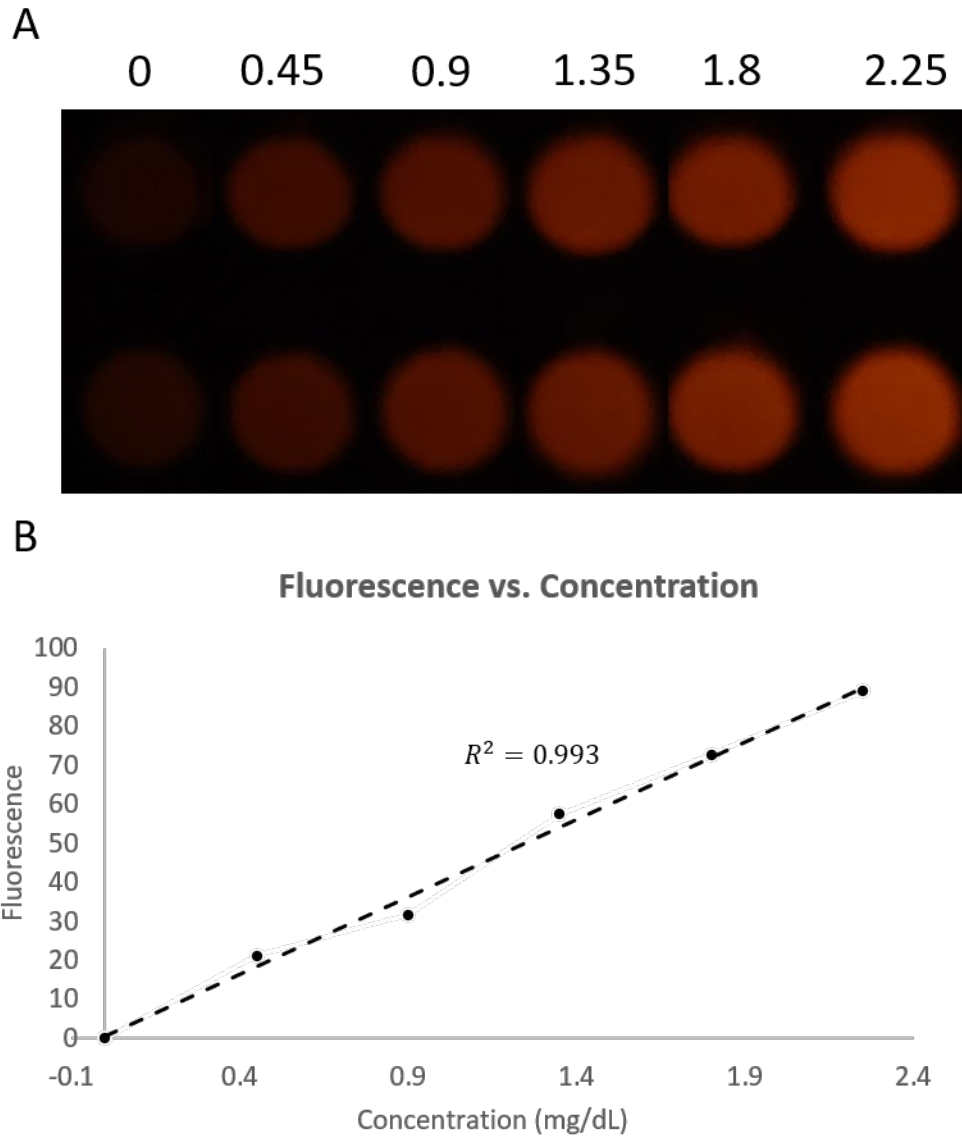 A
0 0.45 0.9 1.35 1.8 2.25
B
Fluorescence vs. Concentration
100
90
80
70
60
50
40
30
20
10
0
R² = 0.993
Fluorescence
-0.1 0.4 0.9 1.4 1.9 2.4
Concentration (mg/dL)